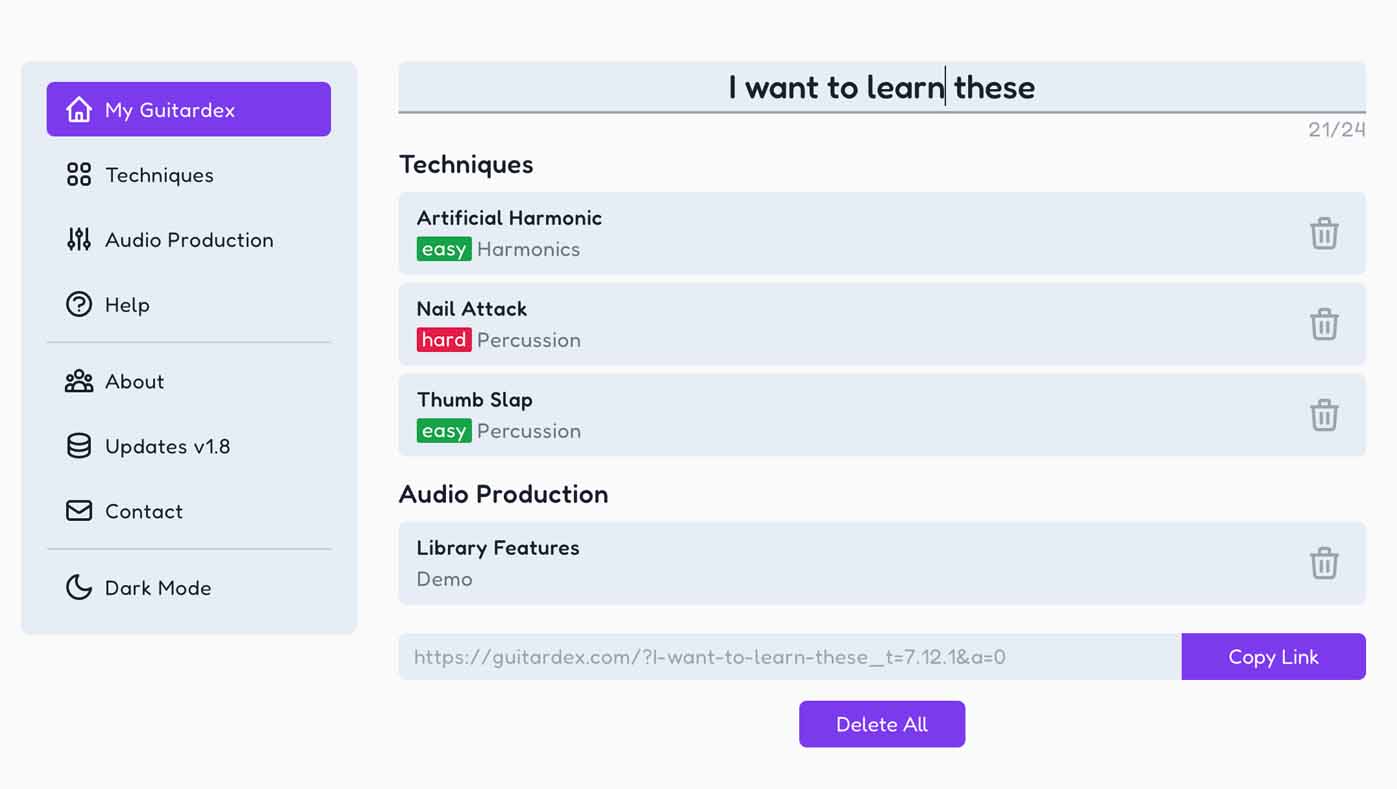 My Guitardex
Techniques
Audio Production
Help
About
Updates v1.8
Contact
Dark Mode
I want to learn these
21/24
Techniques
Artificial Harmonic
easy Harmonics
Nail Attack
hard Percussion
Thumb Slap
easy Percussion
Audio Production
Library Features
Demo
https://guitardex.com/?I-want-to-learn-these_t=7.12.1&a=0
Copy Link
Delete All